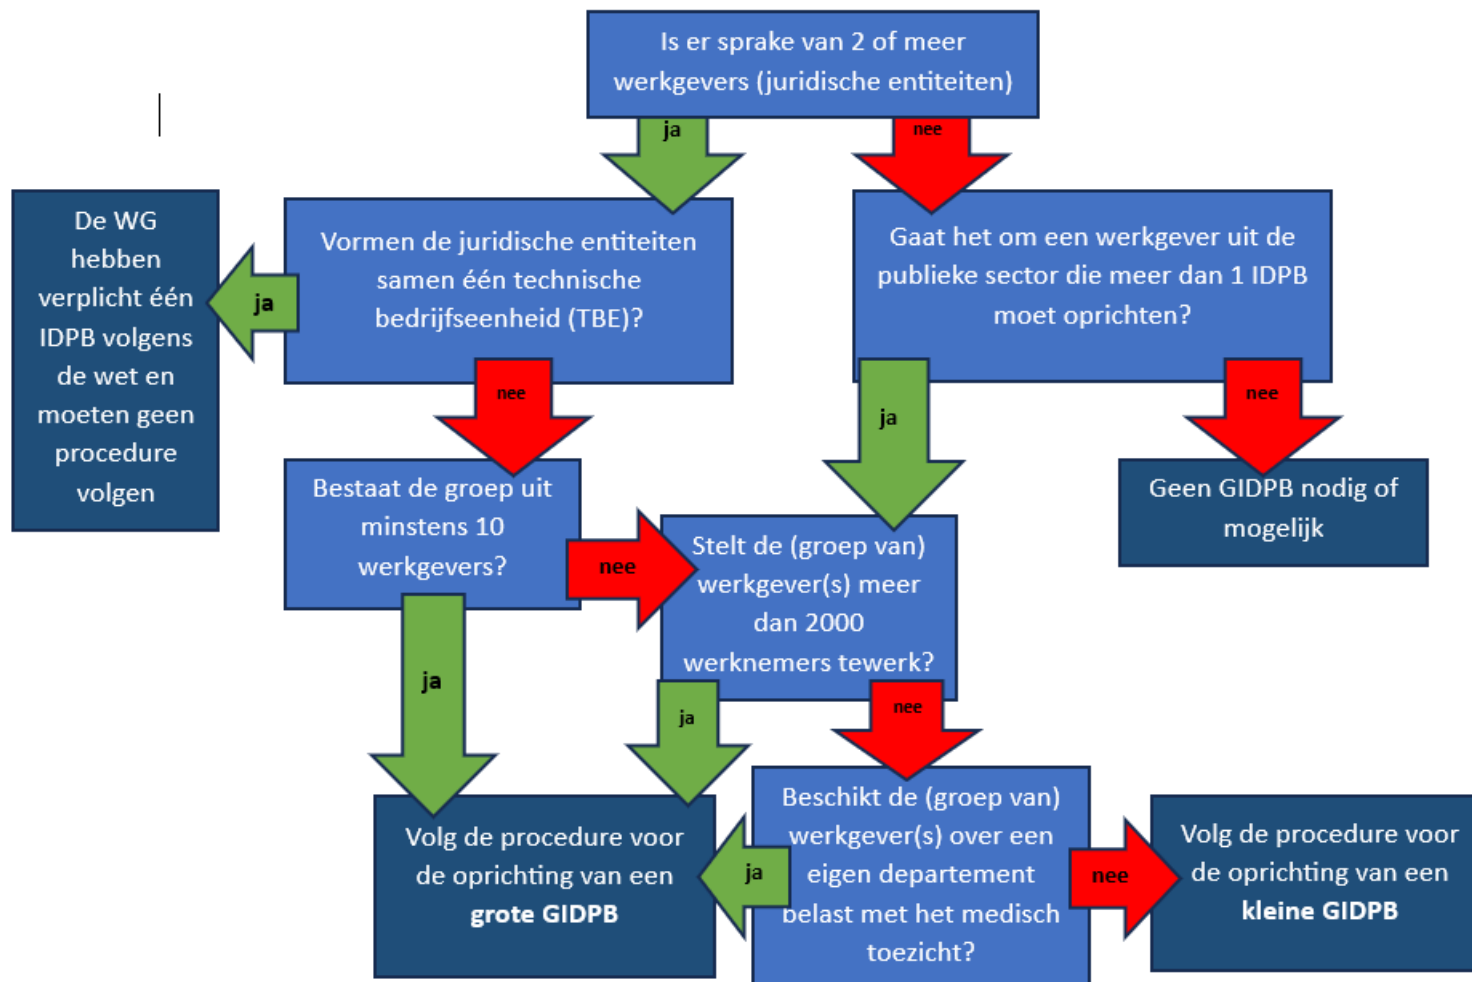 Is er sprake van 2 of meer
werkgevers (juridische entiteiten)
ja
nee
De WG
hebben
verplicht één
IDPB volgens
de wet en
moeten geen
procedure
volgen
ja
Vormen de juridische entiteiten
samen één technische
bedrijfseenheid (TBE)?
Gaat het om een werkgever uit de
publieke sector die meer dan 1 IDPB
moet oprichten?
nee
ja
nee
Bestaat de groep uit
minstens 10
werkgevers?
nee
Stelt de (groep van)
werkgever(s) meer
dan 2000
werknemers tewerk?
Geen GIDPB nodig of
mogelijk
ja
ja
nee
Volg de procedure voor
de oprichting van een
grote GIDPB
ja
Beschikt de (groep van)
werkgever(s) over een
eigen departement
belast met het medisch
toezicht?
nee
Volg de procedure voor
de oprichting van een
kleine GIDPB